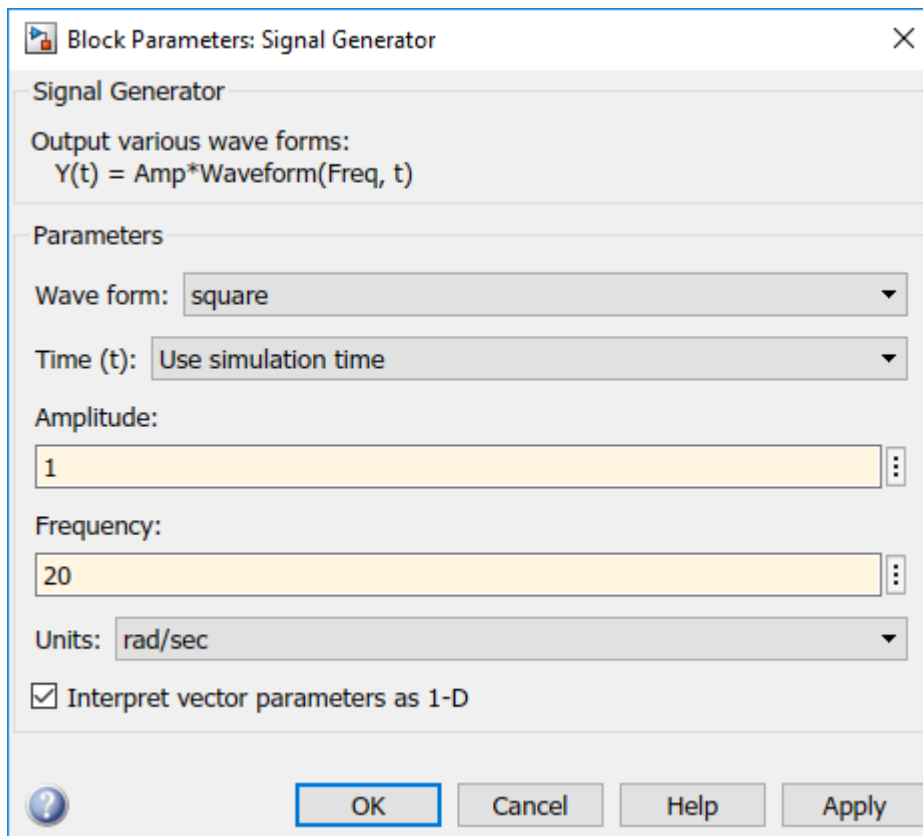 Block Parameters: Signal Generator
Signal Generator
Output various wave forms:
Y(t) = Amp*Waveform(Freq, t)
Parameters
Wave form: square
Time (t): Use simulation time
Amplitude:
1
Frequency:
20
Units: rad/sec
Interpret vector parameters as 1-D
? OK Cancel Help Apply